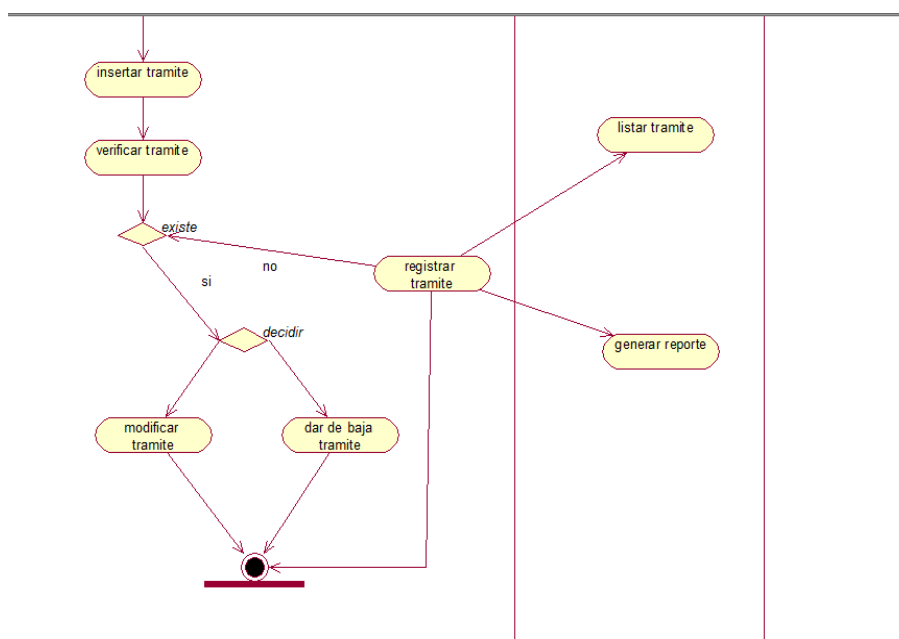 insertar tramite
listar tramite
verificar tramite
existe
no
registrar
tramite
si
decidir
generar reporte
modificar
tramite
dar de baja
tramite